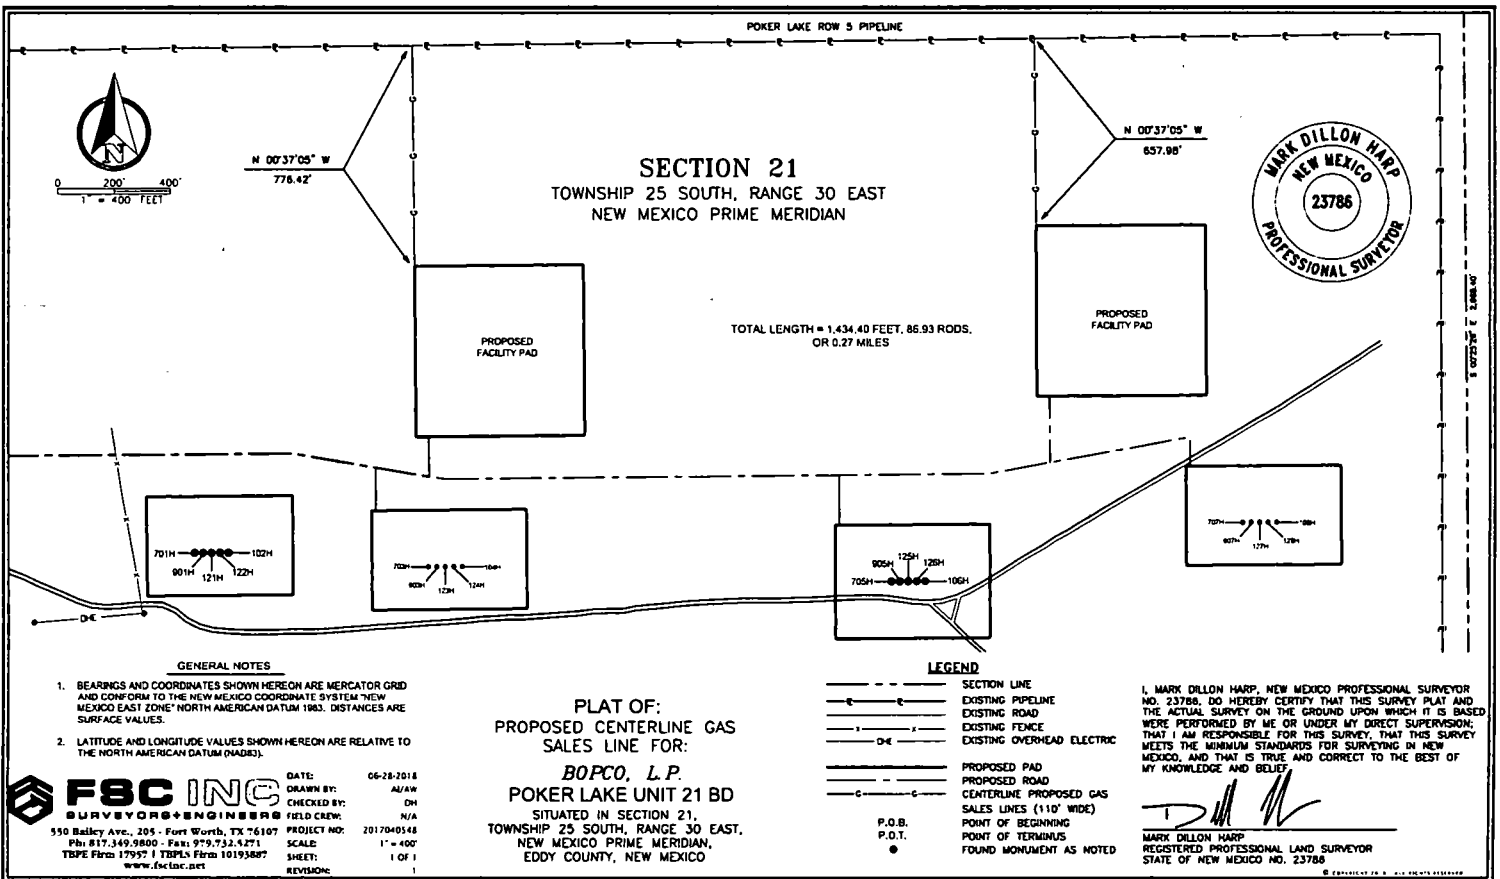 POKER LAKE ROW 5 PIPELINE
N
0 200' 400'
1" = 400 FEET
N 00°37'05" W
776.42'
SECTION 21
TOWNSHIP 25 SOUTH, RANGE 30 EAST
NEW MEXICO PRIME MERIDIAN
N 00°37'05" W
657.98'
MARK DILLON HARP
NEW MEXICO
23786
PROFESSIONAL SURVEYOR
PROPOSED
FACILITY PAD
TOTAL LENGTH = 1,434.40 FEET, 86.93 RODS,
OR 0.27 MILES
PROPOSED
FACILITY PAD
701H 102H
901H 121H 122H
703H 104H
903H 123H 124H
905H 125H 126H
705H 106H
707H 108H
907H 127H 128H
OHE
GENERAL NOTES
1. BEARINGS AND COORDINATES SHOWN HEREON ARE MERCATOR GRID
AND CONFORM TO THE NEW MEXICO COORDINATE SYSTEM "NEW
MEXICO EAST ZONE" NORTH AMERICAN DATUM 1983. DISTANCES ARE
SURFACE VALUES.
2. LATITUDE AND LONGITUDE VALUES SHOWN HEREON ARE RELATIVE TO
THE NORTH AMERICAN DATUM (NAD83).
FSC INC
SURVEYORS+ENGINEERS
550 Bailey Ave., 205 - Fort Worth, TX 76107
Ph: 817.349.9800 - Fax: 979.732.5271
TBPE Firm 17957 | TBPLS Firm 10193887
www.fscinc.net
DATE: 06-28-2018
DRAWN BY: AI/AW
CHECKED BY: DH
FIELD CREW: N/A
PROJECT NO: 2017040548
SCALE: 1" = 400'
SHEET: 1 OF 1
REVISION: 1
PLAT OF:
PROPOSED CENTERLINE GAS
SALES LINE FOR:
BOPCO, L.P.
POKER LAKE UNIT 21 BD
SITUATED IN SECTION 21,
TOWNSHIP 25 SOUTH, RANGE 30 EAST,
NEW MEXICO PRIME MERIDIAN,
EDDY COUNTY, NEW MEXICO
LEGEND
SECTION LINE
EXISTING PIPELINE
EXISTING ROAD
EXISTING FENCE
OHE EXISTING OVERHEAD ELECTRIC
PROPOSED PAD
PROPOSED ROAD
CENTERLINE PROPOSED GAS
SALES LINES (110' WIDE)
P.O.B. POINT OF BEGINNING
P.O.T. POINT OF TERMINUS
FOUND MONUMENT AS NOTED
I, MARK DILLON HARP, NEW MEXICO PROFESSIONAL SURVEYOR
NO. 23786, DO HEREBY CERTIFY THAT THIS SURVEY PLAT AND
THE ACTUAL SURVEY ON THE GROUND UPON WHICH IT IS BASED
WERE PERFORMED BY ME OR UNDER MY DIRECT SUPERVISION;
THAT I AM RESPONSIBLE FOR THIS SURVEY, THAT THIS SURVEY
MEETS THE MINIMUM STANDARDS FOR SURVEYING IN NEW
MEXICO, AND THAT IS TRUE AND CORRECT TO THE BEST OF
MY KNOWLEDGE AND BELIEF.
MARK DILLON HARP
REGISTERED PROFESSIONAL LAND SURVEYOR
STATE OF NEW MEXICO NO. 23786